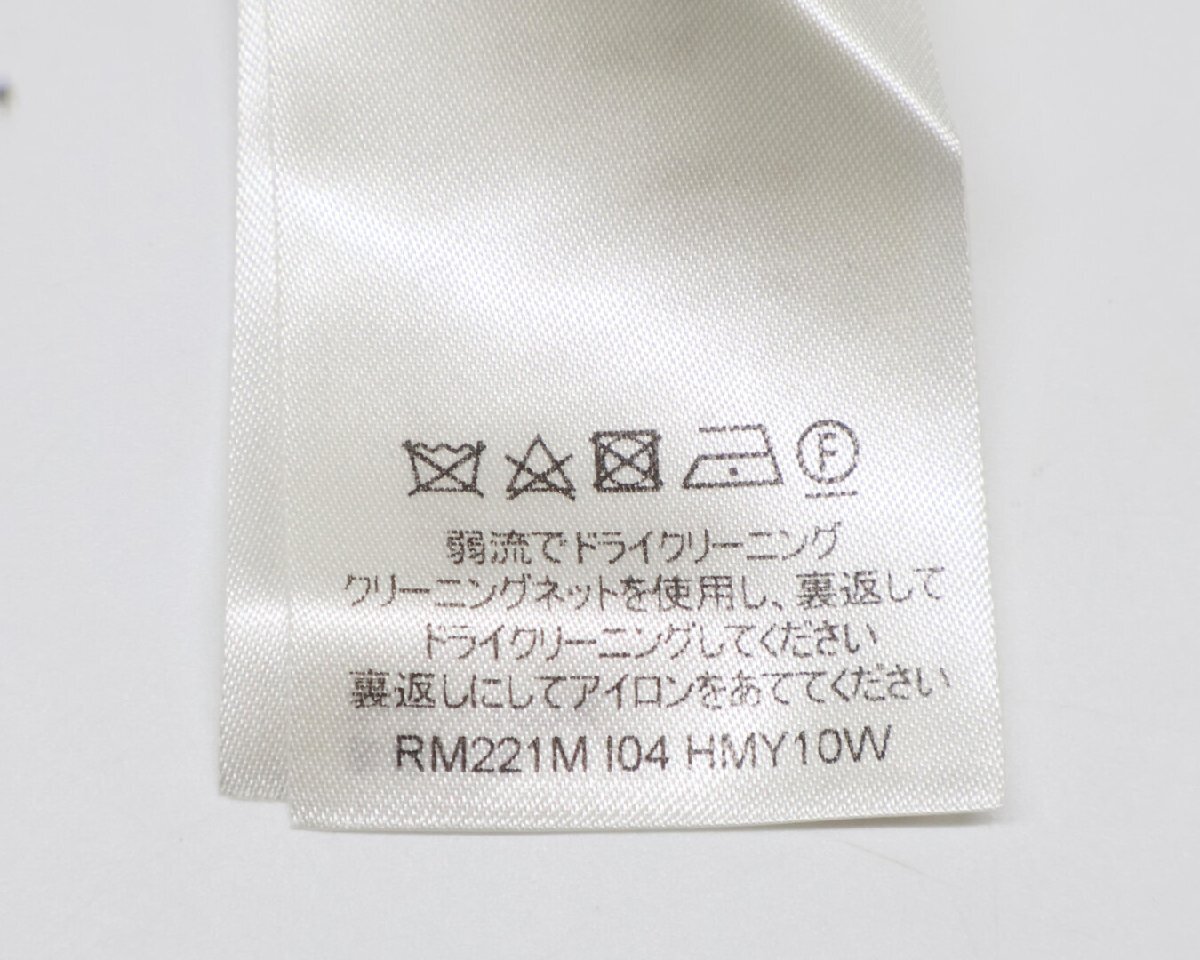 F
弱流でドライクリーニング
クリーニングネットを使用し、裏返して
ドライクリーニングしてください
裏返しにしてアイロンをあててください
RM221M I04 HMY10W